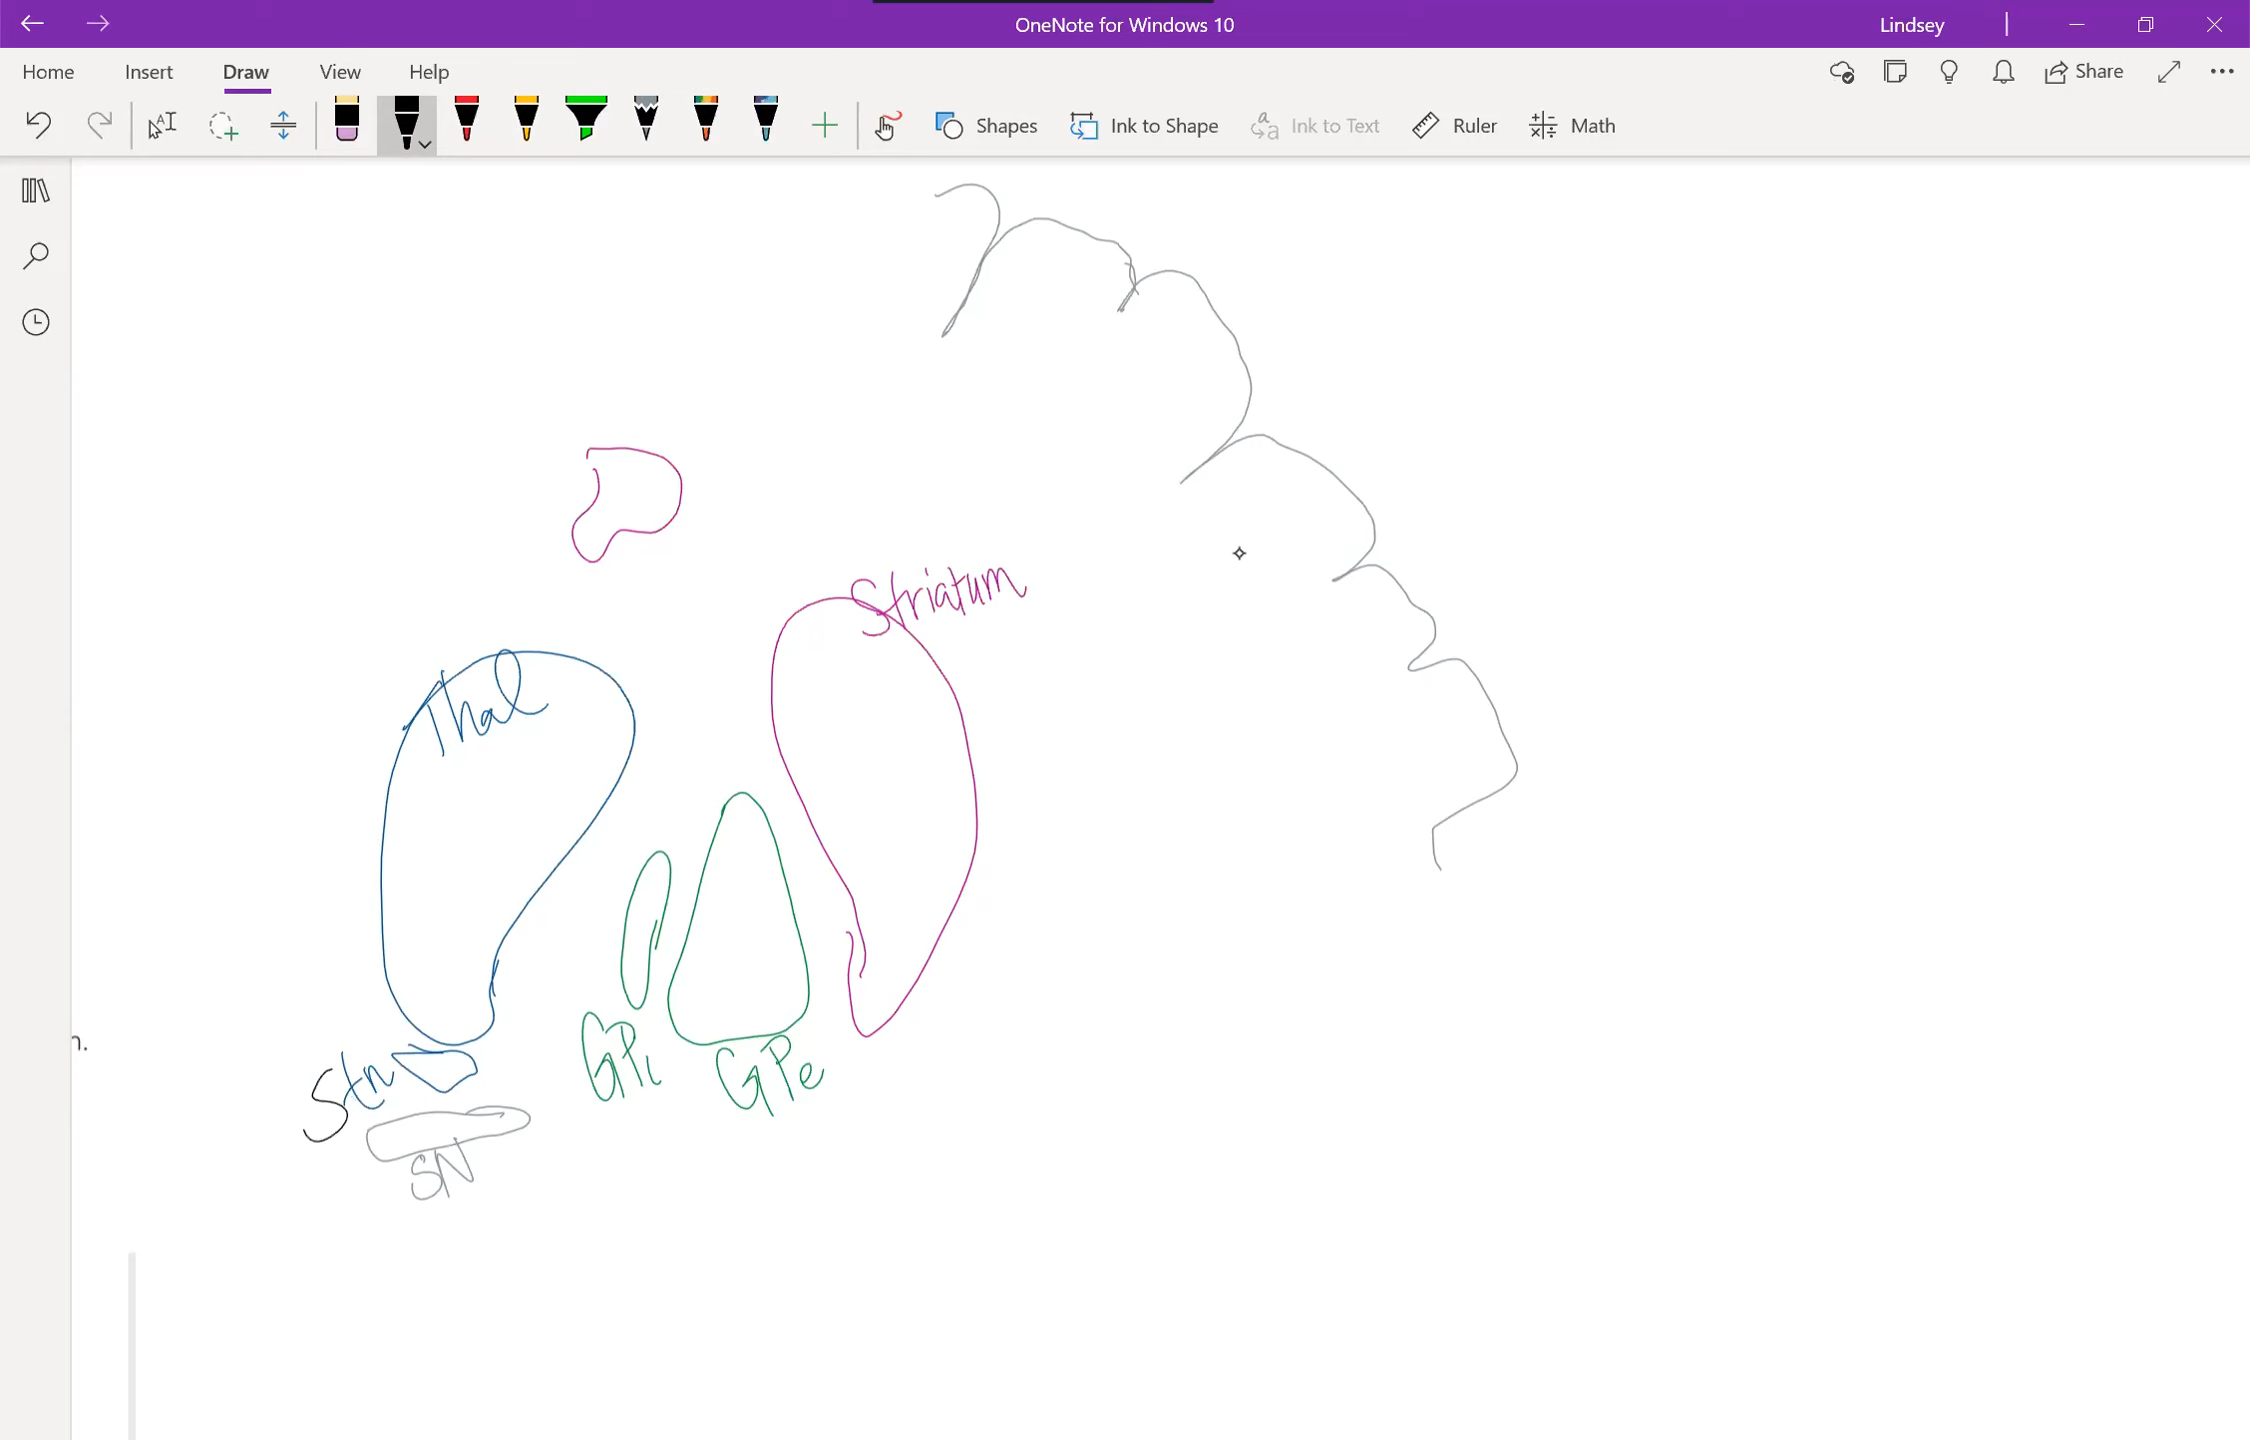 OneNote for Windows 10
Lindsey
Home Insert Draw View Help
Share
Shapes Ink to Shape Ink to Text Ruler Math
Striatum
Thal
n.
Stn
GPi
GPe
SN